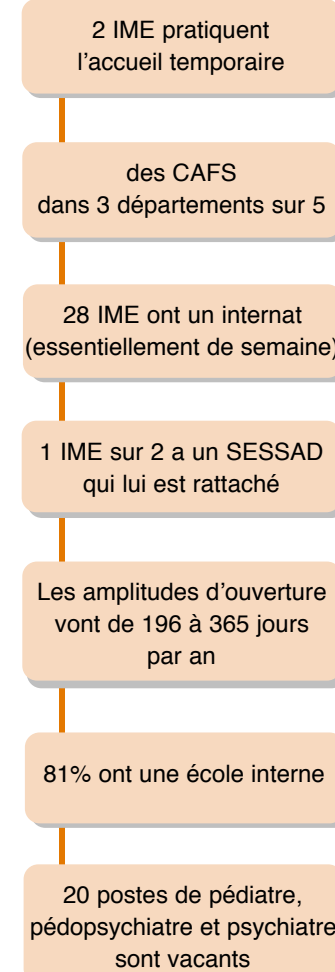 2 IME pratiquent
l’accueil temporaire
des CAFS
dans 3 départements sur 5
28 IME ont un internat
(essentiellement de semaine)
1 IME sur 2 a un SESSAD
qui lui est rattaché
Les amplitudes d’ouverture
vont de 196 à 365 jours
par an
81% ont une école interne
20 postes de pédiatre,
pédopsychiatre et psychiatre
sont vacants